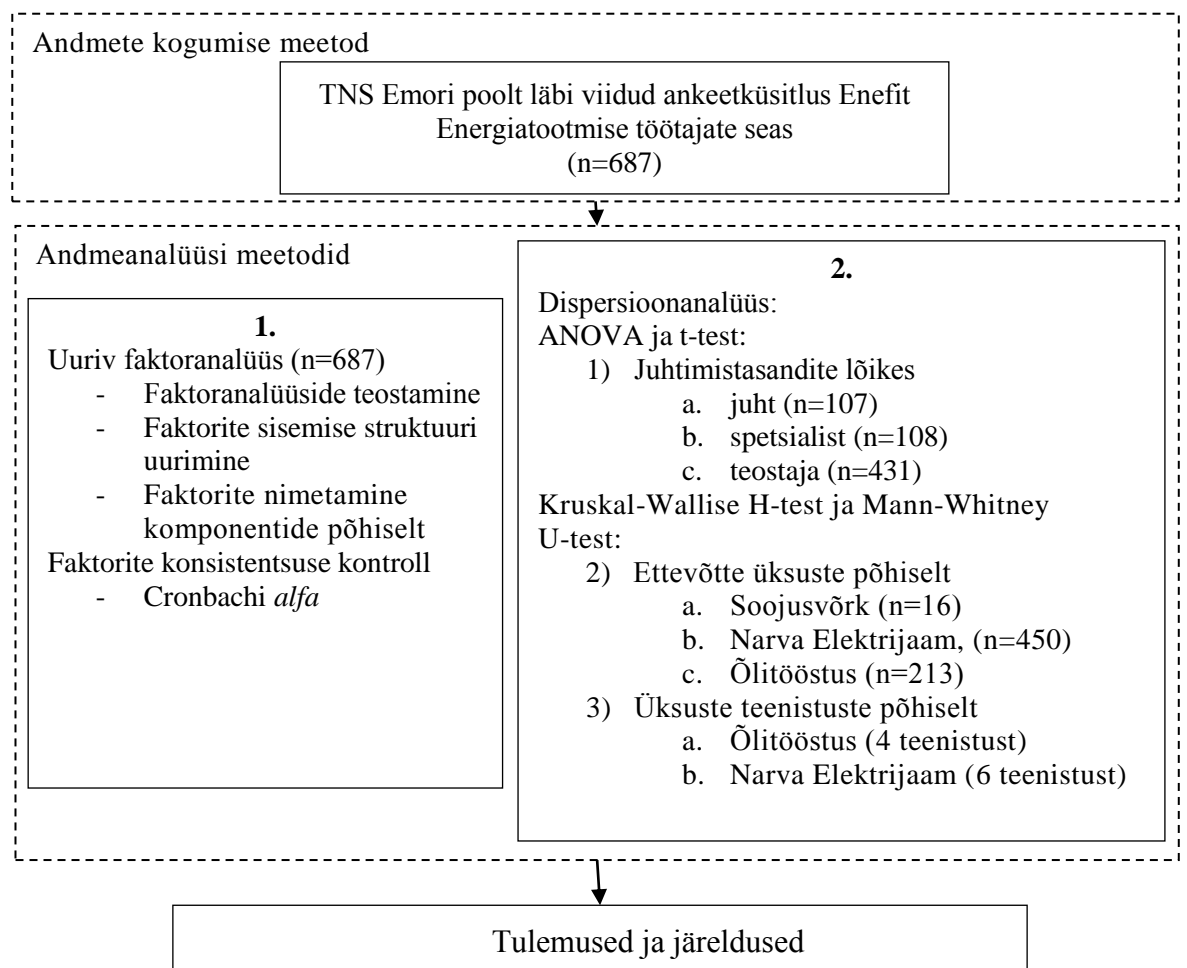 Andmete kogumise meetod
TNS Emori poolt läbi viidud ankeetküsitlus Enefit
Energiatootmise töötajate seas
(n=687)
Andmeanalüüsi meetodid
1.
Uuriv faktoranalüüs (n=687)
- Faktoranalüüside teostamine
- Faktorite sisemise struktuuri
uurimine
- Faktorite nimetamine
komponentide põhiselt
Faktorite konsistentsuse kontroll
- Cronbachi alfa
2.
Dispersioonanalüüs:
ANOVA ja t-test:
1) Juhtimistasandite lõikes
a. juht (n=107)
b. spetsialist (n=108)
c. teostaja (n=431)
Kruskal-Wallise H-test ja Mann-Whitney
U-test:
2) Ettevõtte üksuste põhiselt
a. Soojusvõrk (n=16)
b. Narva Elektrijaam, (n=450)
c. Õlitööstus (n=213)
3) Üksuste teenistuste põhiselt
a. Õlitööstus (4 teenistust)
b. Narva Elektrijaam (6 teenistust)
Tulemused ja järeldused